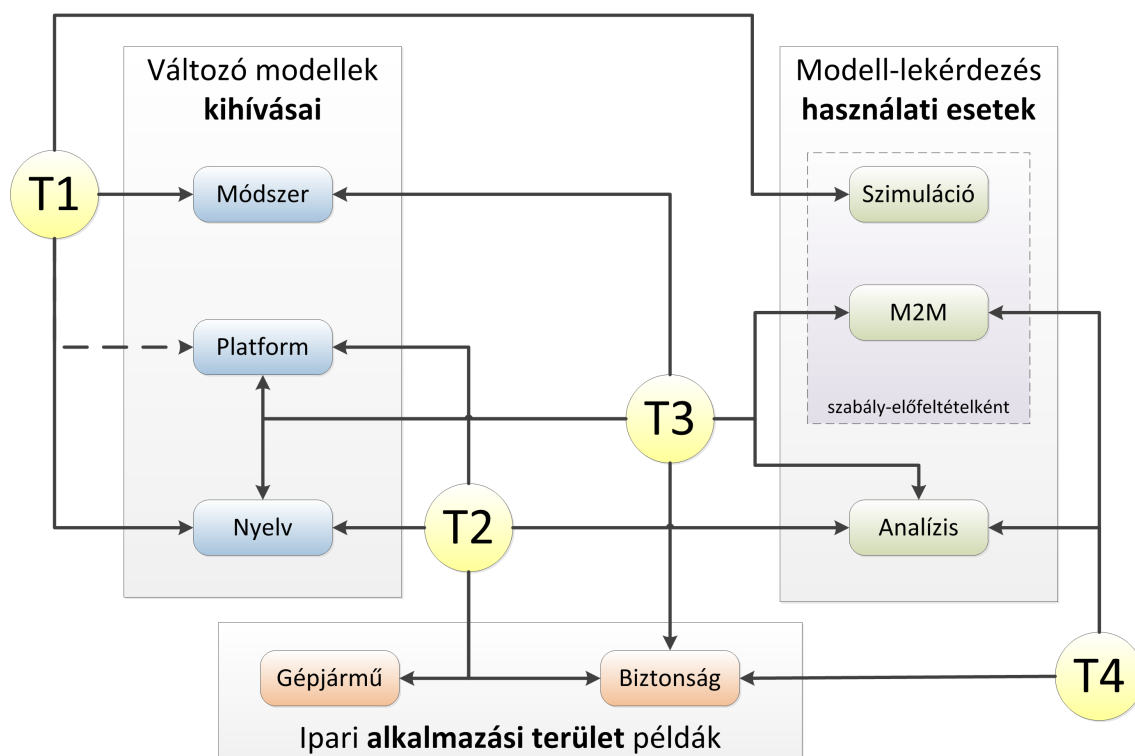 Változó modellek
kihívásai
Modell-lekérdezés
használati esetek
T1
Módszer
Szimuláció
Platform
M2M
T3
szabály-előfeltételként
Nyelv
T2
Analízis
Gépjármű
Biztonság
T4
Ipari alkalmazási terület példák